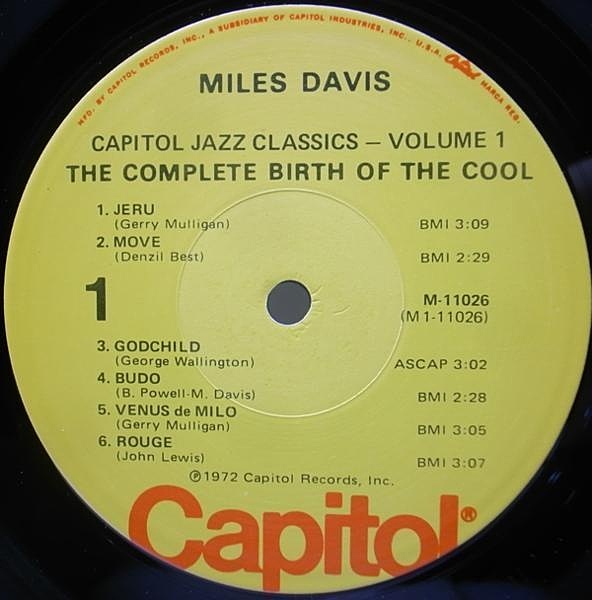 MFD. BY CAPITOL RECORDS, INC., A SUBSIDIARY OF CAPITOL INDUSTRIES, INC., U.S.A. Capitol MARCA REG.
MILES DAVIS
CAPITOL JAZZ CLASSICS – VOLUME 1
THE COMPLETE BIRTH OF THE COOL
1. JERU
(Gerry Mulligan) BMI 3:09
2. MOVE
(Denzil Best) BMI 2:29
1
M-11026
(M1-11026)
3. GODCHILD
(George Wallington) ASCAP 3:02
4. BUDO
(B. Powell-M. Davis) BMI 2:28
5. VENUS de MILO
(Gerry Mulligan) BMI 3:05
6. ROUGE
(John Lewis) BMI 3:07
℗1972 Capitol Records, Inc.
Capitol®